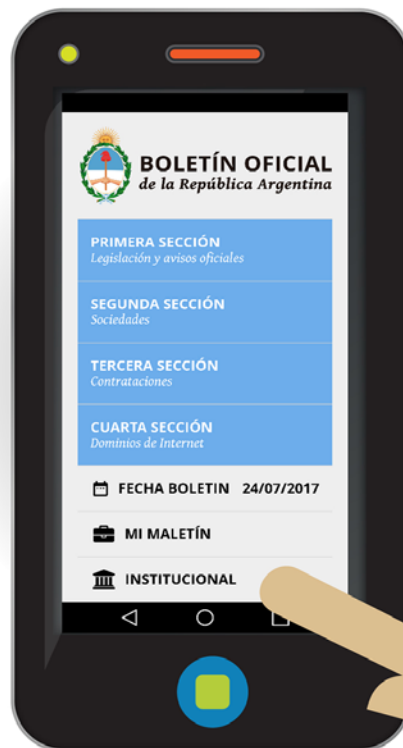 BOLETÍN OFICIAL
de la República Argentina
PRIMERA SECCIÓN
Legislación y avisos oficiales
SEGUNDA SECCIÓN
Sociedades
TERCERA SECCIÓN
Contrataciones
CUARTA SECCIÓN
Dominios de Internet
FECHA BOLETIN 24/07/2017
MI MALETÍN
INSTITUCIONAL